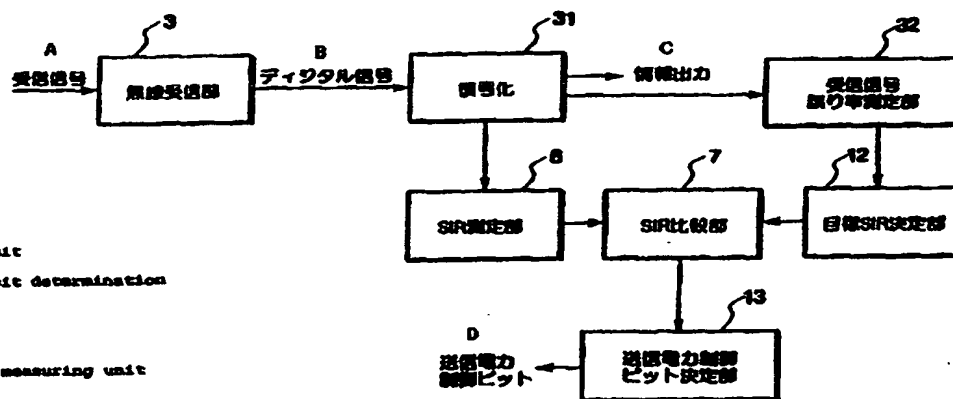 3
31
32
A
B
C
受信信号
ディジタル信号
情報出力
無線受信部
復号化
受信信号
誤り率測定部
6
7
12
SIR測定部
SIR比較部
目標SIR決定部
it
it determination
13
measuring unit
D
送信電力
制御ビット
送信電力制御
ビット決定部